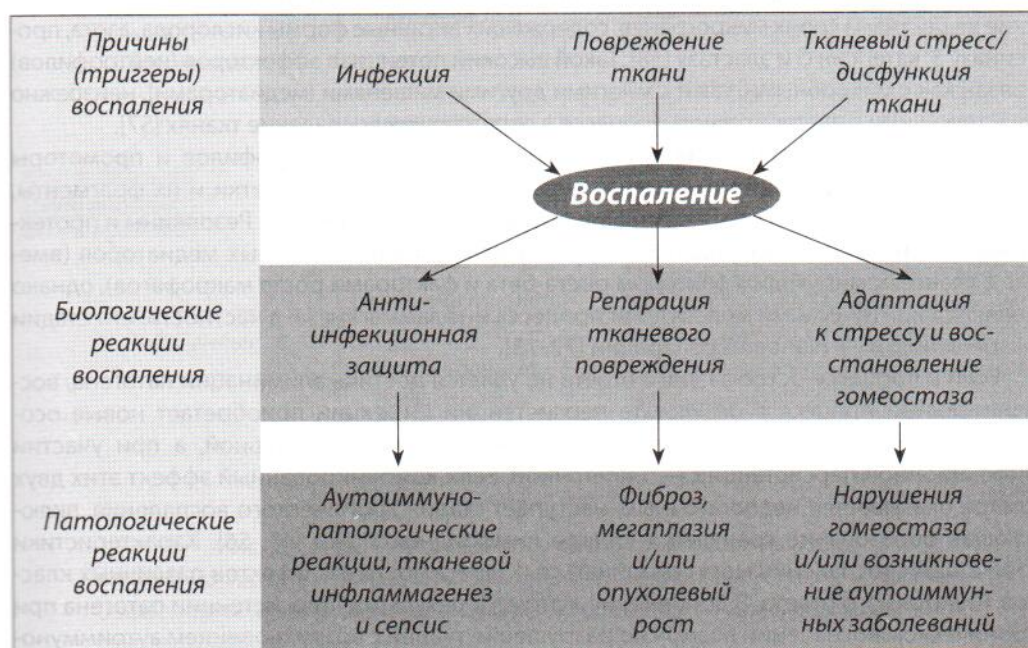 Причины
(триггеры)
воспаления
Инфекция
Повреждение
ткани
Тканевый стресс/
дисфункция
ткани
Воспаление
Биологические
реакции
воспаления
Анти-
инфекционная
защита
Репарация
тканевого
повреждения
Адаптация
к стрессу и вос-
становление
гомеостаза
Патологические
реакции
воспаления
Аутоиммуно-
патологические
реакции, тканевой
инфламмагенез
и сепсис
Фиброз,
мегаплазия
и/или
опухолевый
рост
Нарушения
гомеостаза
и/или возникнове-
ние аутоиммун-
ных заболеваний